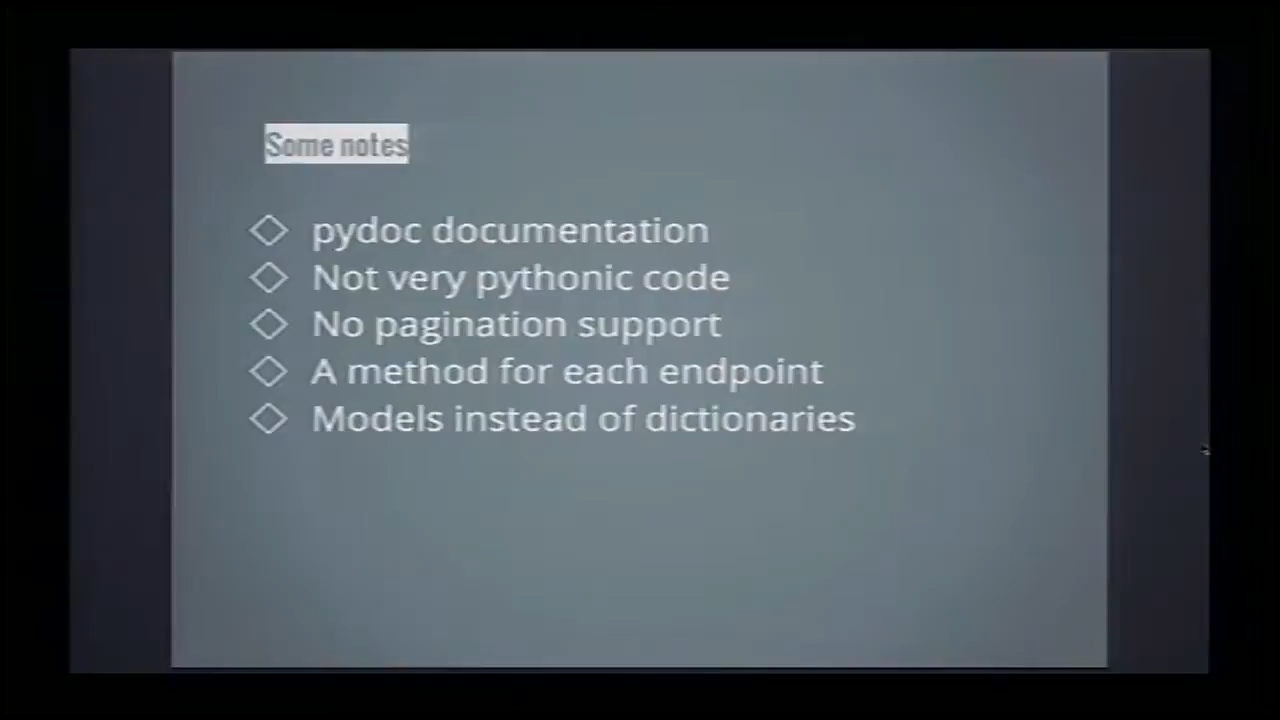 Some notes
pydoc documentation
Not very pythonic code
No pagination support
A method for each endpoint
Models instead of dictionaries